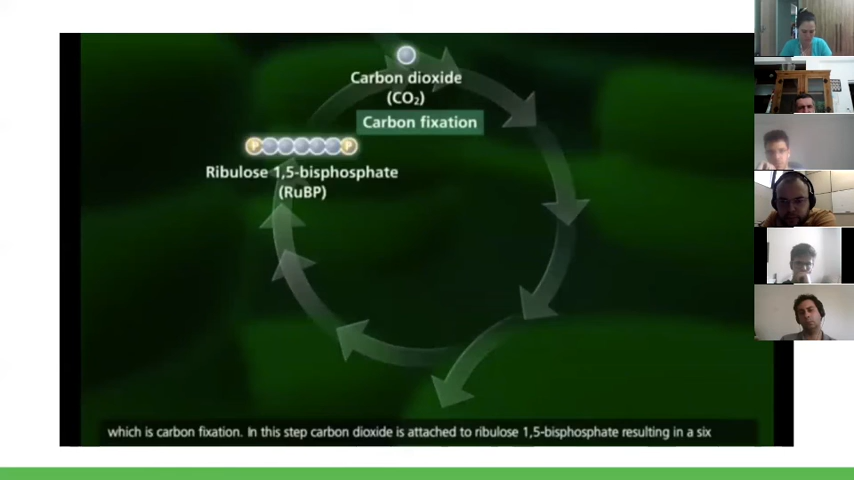 Carbon dioxide
(CO₂)
Carbon fixation
P P
Ribulose 1,5-bisphosphate
(RuBP)
which is carbon fixation. In this step carbon dioxide is attached to ribulose 1,5-bisphosphate resulting in a six